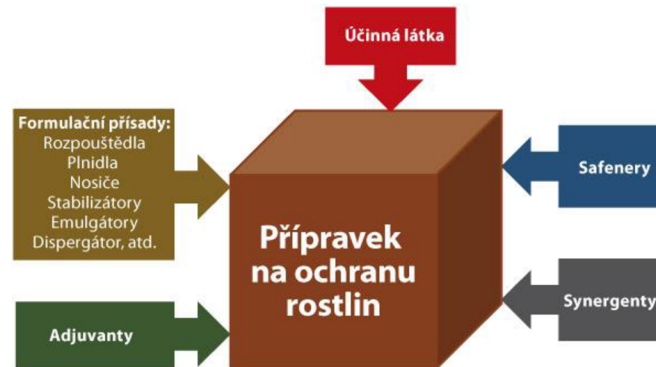 Účinná látka
Formulační přísady:
Rozpouštědla
Plnidla
Nosiče
Stabilizátory
Emulgátory
Dispergátor, atd.
Safenery
Přípravek
na ochranu
rostlin
Synergenty
Adjuvanty